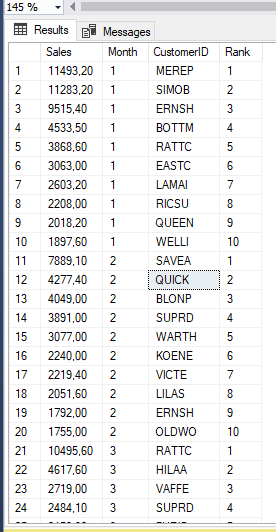 145 %
Results Messages
Sales Month CustomerID Rank
1 11493,20 1 MEREP 1
2 11283,20 1 SIMOB 2
3 9515,40 1 ERNSH 3
4 4533,50 1 BOTTM 4
5 3868,60 1 RATTC 5
6 3063,00 1 EASTC 6
7 2603,20 1 LAMAI 7
8 2208,00 1 RICSU 8
9 2018,20 1 QUEEN 9
10 1897,60 1 WELLI 10
11 7889,10 2 SAVEA 1
12 4277,40 2 QUICK 2
13 4049,00 2 BLONP 3
14 3891,00 2 SUPRD 4
15 3077,00 2 WARTH 5
16 2240,00 2 KOENE 6
17 2219,40 2 VICTE 7
18 2051,60 2 LILAS 8
19 1792,00 2 ERNSH 9
20 1755,00 2 OLDWO 10
21 10495,60 3 RATTC 1
22 4617,60 3 HILAA 2
23 2719,00 3 VAFFE 3
24 2484,10 3 SUPRD 4